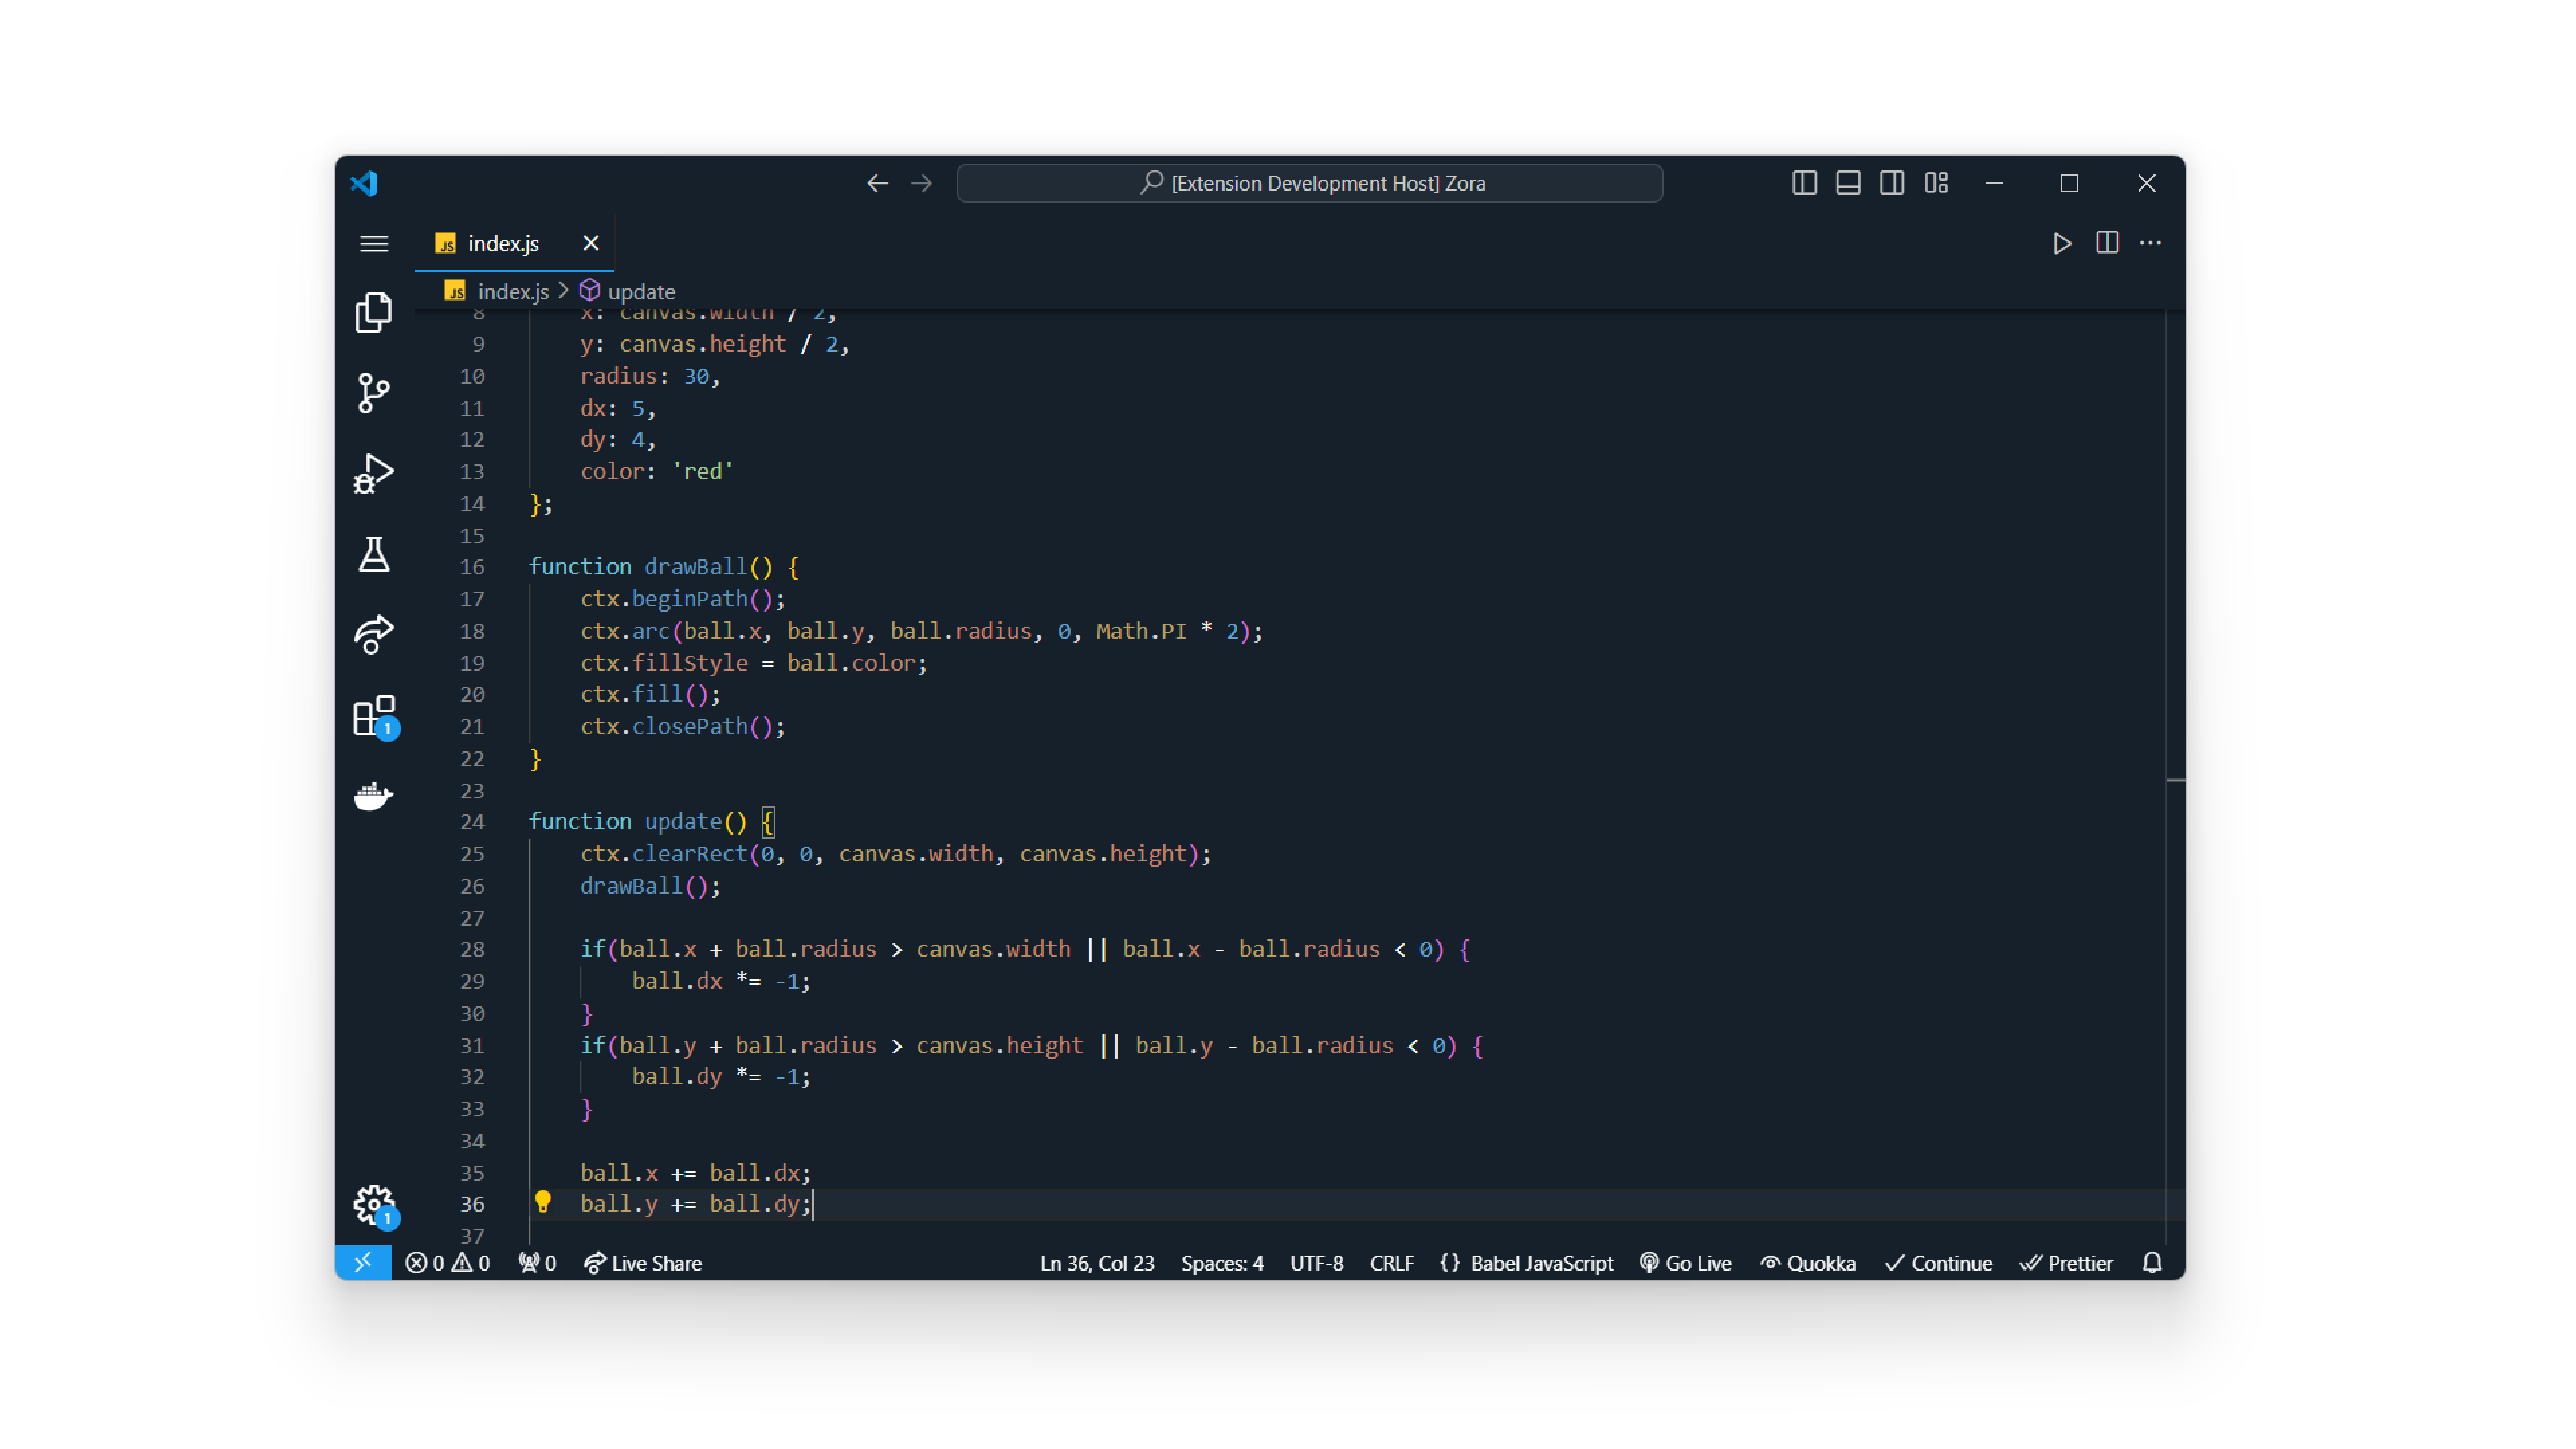 [Extension Development Host] Zora
JS index.js
JS index.js > update
8 x: canvas.width / 2,
9 y: canvas.height / 2,
10 radius: 30,
11 dx: 5,
12 dy: 4,
13 color: 'red'
14 };
15
16 function drawBall() {
17 ctx.beginPath();
18 ctx.arc(ball.x, ball.y, ball.radius, 0, Math.PI * 2);
19 ctx.fillStyle = ball.color;
20 ctx.fill();
21 ctx.closePath();
22 }
23
24 function update() {
25 ctx.clearRect(0, 0, canvas.width, canvas.height);
26 drawBall();
27
28 if(ball.x + ball.radius > canvas.width || ball.x - ball.radius < 0) {
29 ball.dx *= -1;
30 }
31 if(ball.y + ball.radius > canvas.height || ball.y - ball.radius < 0) {
32 ball.dy *= -1;
33 }
34
35 ball.x += ball.dx;
36 ball.y += ball.dy;
37
1
1
0 0 0 Live Share Ln 36, Col 23 Spaces: 4 UTF-8 CRLF {} Babel JavaScript Go Live Quokka Continue Prettier